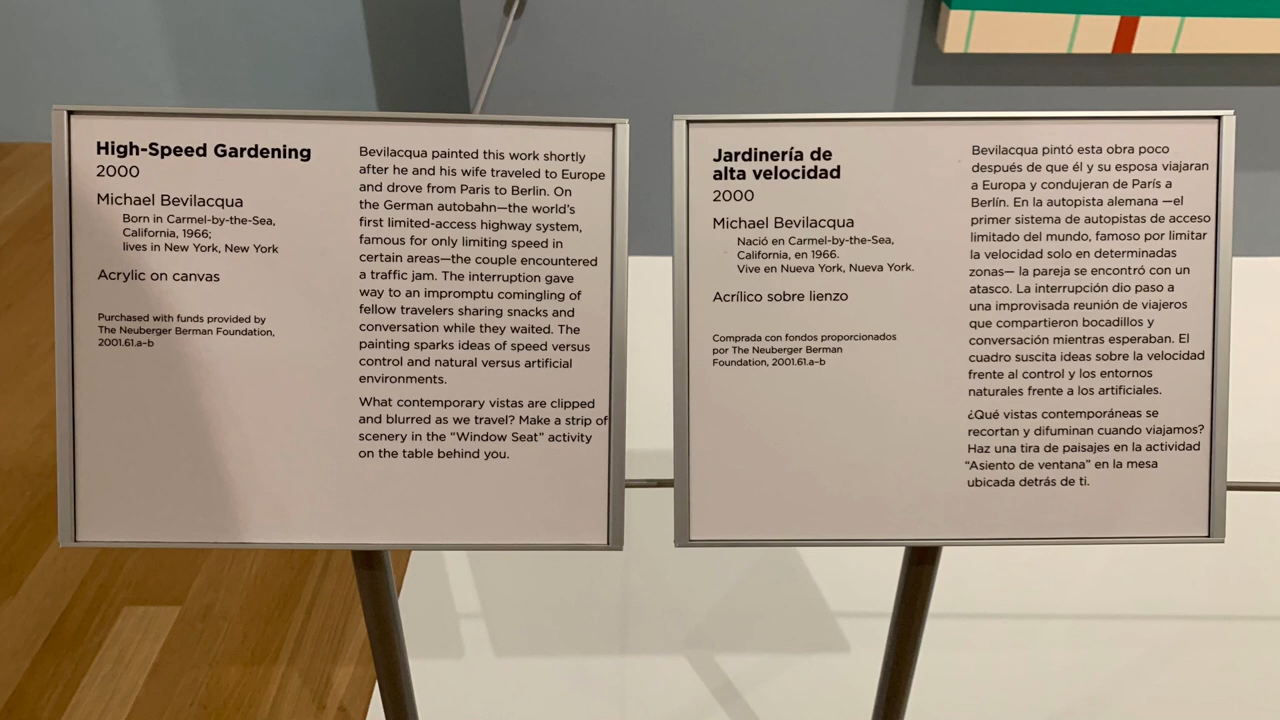 High-Speed Gardening
2000
Michael Bevilacqua
Born in Carmel-by-the-Sea,
California, 1966;
lives in New York, New York
Acrylic on canvas
Purchased with funds provided by
The Neuberger Berman Foundation,
2001.61.a–b
Bevilacqua painted this work shortly
after he and his wife traveled to Europe
and drove from Paris to Berlin. On
the German autobahn—the world's
first limited-access highway system,
famous for only limiting speed in
certain areas—the couple encountered
a traffic jam. The interruption gave
way to an impromptu comingling of
fellow travelers sharing snacks and
conversation while they waited. The
painting sparks ideas of speed versus
control and natural versus artificial
environments.
What contemporary vistas are clipped
and blurred as we travel? Make a strip of
scenery in the “Window Seat” activity
on the table behind you.
Jardinería de
alta velocidad
2000
Michael Bevilacqua
Nació en Carmel-by-the-Sea,
California, en 1966.
Vive en Nueva York, Nueva York.
Acrílico sobre lienzo
Comprada con fondos proporcionados
por The Neuberger Berman
Foundation, 2001.61.a–b
Bevilacqua pintó esta obra poco
después de que él y su esposa viajaran
a Europa y condujeran de París a
Berlín. En la autopista alemana —el
primer sistema de autopistas de acceso
limitado del mundo, famoso por limitar
la velocidad solo en determinadas
zonas— la pareja se encontró con un
atasco. La interrupción dio paso a
una improvisada reunión de viajeros
que compartieron bocadillos y
conversación mientras esperaban. El
cuadro suscita ideas sobre la velocidad
frente al control y los entornos
naturales frente a los artificiales.
¿Qué vistas contemporáneas se
recortan y difuminan cuando viajamos?
Haz una tira de paisajes en la actividad
“Asiento de ventana” en la mesa
ubicada detrás de ti.